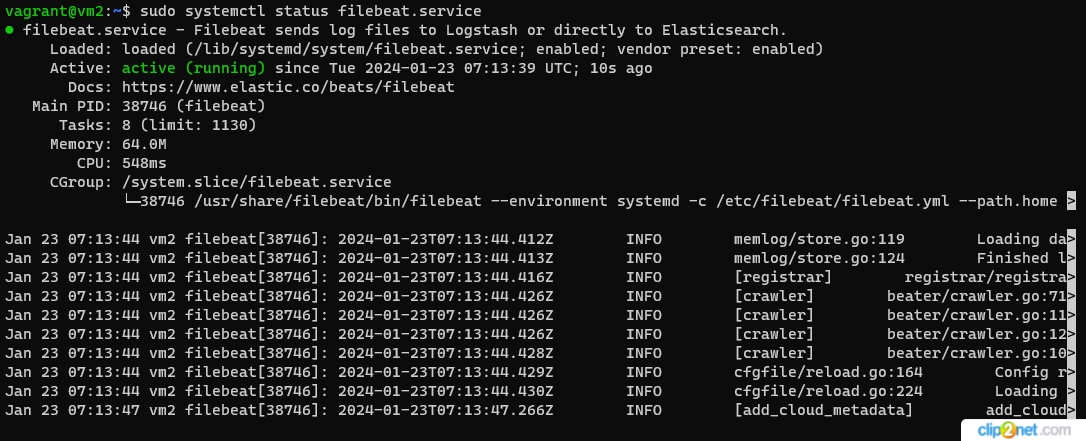 vagrant@vm2:~$ sudo systemctl status filebeat.service
● filebeat.service - Filebeat sends log files to Logstash or directly to Elasticsearch.
     Loaded: loaded (/lib/systemd/system/filebeat.service; enabled; vendor preset: enabled)
     Active: active (running) since Tue 2024-01-23 07:13:39 UTC; 10s ago
       Docs: https://www.elastic.co/beats/filebeat
   Main PID: 38746 (filebeat)
      Tasks: 8 (limit: 1130)
     Memory: 64.0M
        CPU: 548ms
     CGroup: /system.slice/filebeat.service
             └─38746 /usr/share/filebeat/bin/filebeat --environment systemd -c /etc/filebeat/filebeat.yml --path.home >
Jan 23 07:13:44 vm2 filebeat[38746]: 2024-01-23T07:13:44.412Z        INFO        memlog/store.go:119        Loading da>
Jan 23 07:13:44 vm2 filebeat[38746]: 2024-01-23T07:13:44.413Z        INFO        memlog/store.go:124        Finished l>
Jan 23 07:13:44 vm2 filebeat[38746]: 2024-01-23T07:13:44.416Z        INFO        [registrar]        registrar/registra>
Jan 23 07:13:44 vm2 filebeat[38746]: 2024-01-23T07:13:44.426Z        INFO        [crawler]        beater/crawler.go:71>
Jan 23 07:13:44 vm2 filebeat[38746]: 2024-01-23T07:13:44.426Z        INFO        [crawler]        beater/crawler.go:11>
Jan 23 07:13:44 vm2 filebeat[38746]: 2024-01-23T07:13:44.426Z        INFO        [crawler]        beater/crawler.go:12>
Jan 23 07:13:44 vm2 filebeat[38746]: 2024-01-23T07:13:44.428Z        INFO        [crawler]        beater/crawler.go:10>
Jan 23 07:13:44 vm2 filebeat[38746]: 2024-01-23T07:13:44.429Z        INFO        cfgfile/reload.go:164        Config r>
Jan 23 07:13:44 vm2 filebeat[38746]: 2024-01-23T07:13:44.430Z        INFO        cfgfile/reload.go:224        Loading >
Jan 23 07:13:47 vm2 filebeat[38746]: 2024-01-23T07:13:47.266Z        INFO        [add_cloud_metadata]        add_cloud>
clip2net.com